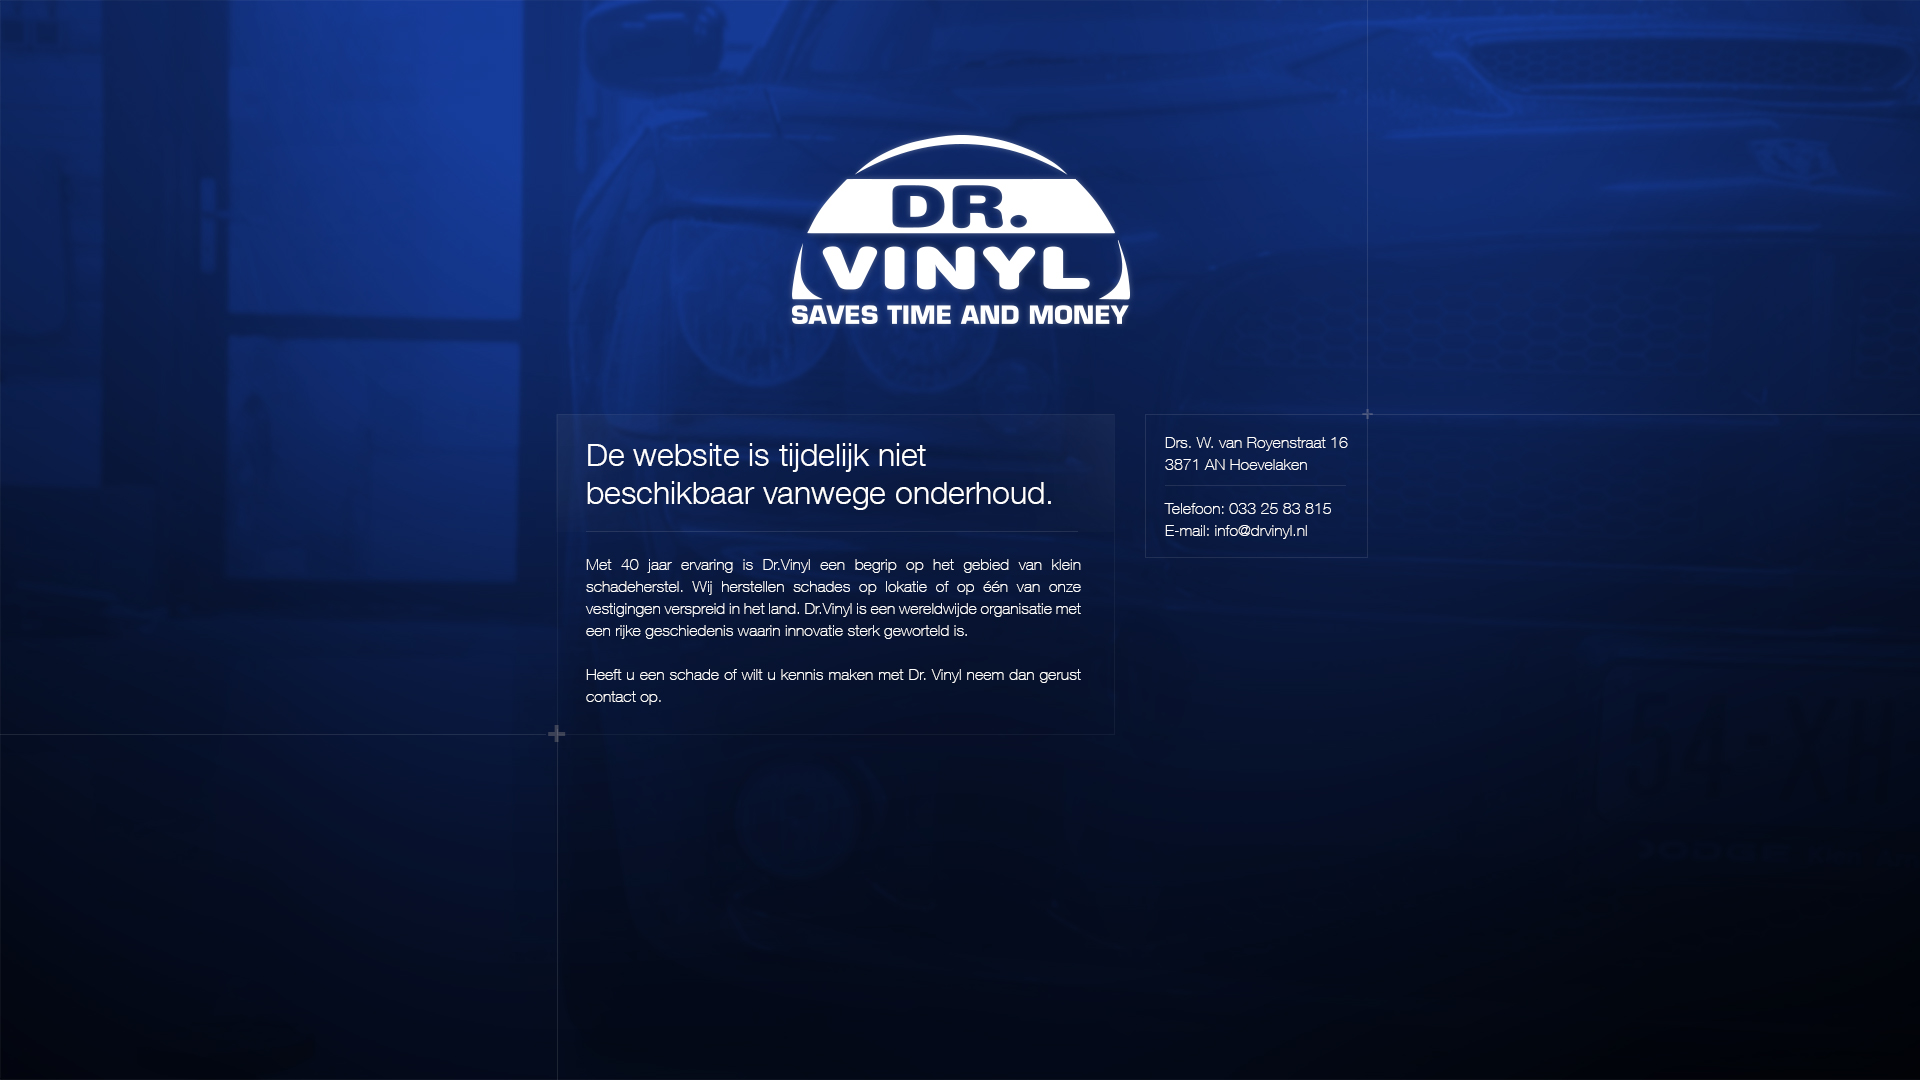 DR.
VINYL
SAVES TIME AND MONEY
De website is tijdelijk niet
beschikbaar vanwege onderhoud.
Met 40 jaar ervaring is Dr.Vinyl een begrip op het gebied van klein
schadeherstel. Wij herstellen schades op lokatie of op één van onze
vestigingen verspreid in het land. Dr.Vinyl is een wereldwijde organisatie met
een rijke geschiedenis waarin innovatie sterk geworteld is.
Heeft u een schade of wilt u kennis maken met Dr. Vinyl neem dan gerust
contact op.
Drs. W. van Royenstraat 16
3871 AN Hoevelaken
Telefoon: 033 25 83 815
E-mail: info@drvinyl.nl